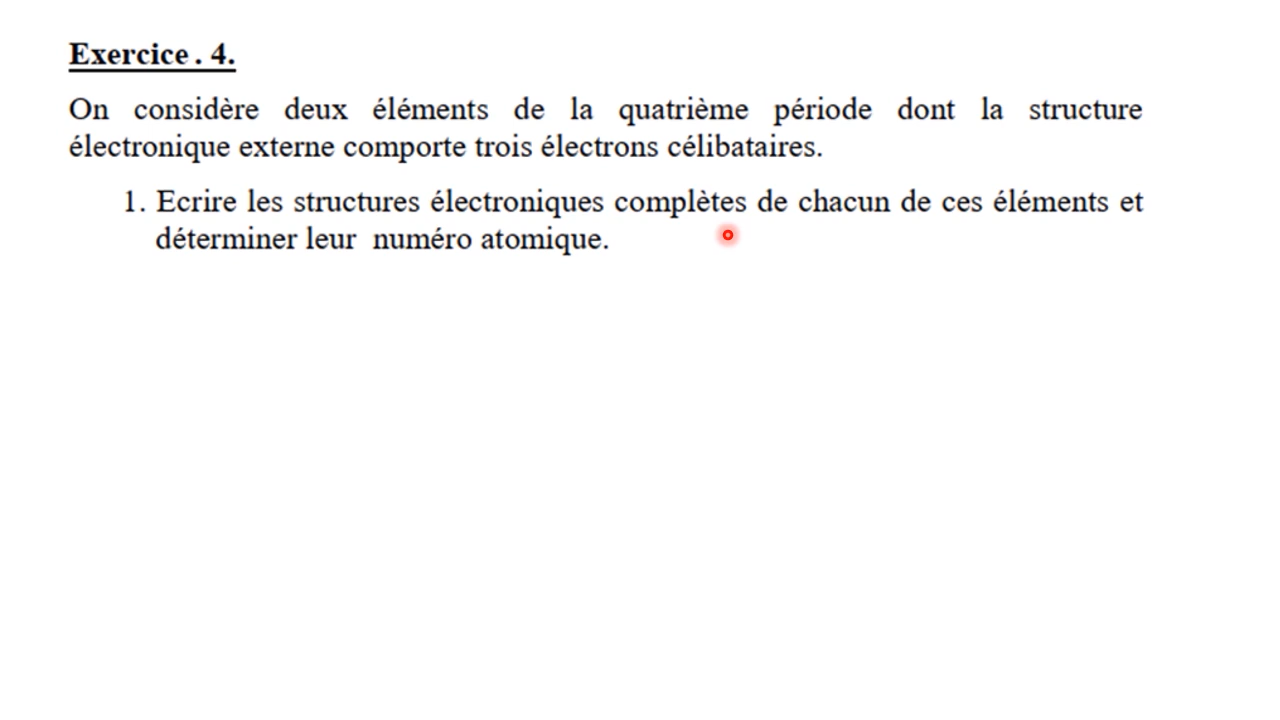 Exercice . 4.
On considère deux éléments de la quatrième période dont la structure
électronique externe comporte trois électrons célibataires.
1. Ecrire les structures électroniques complètes de chacun de ces éléments et
déterminer leur numéro atomique.